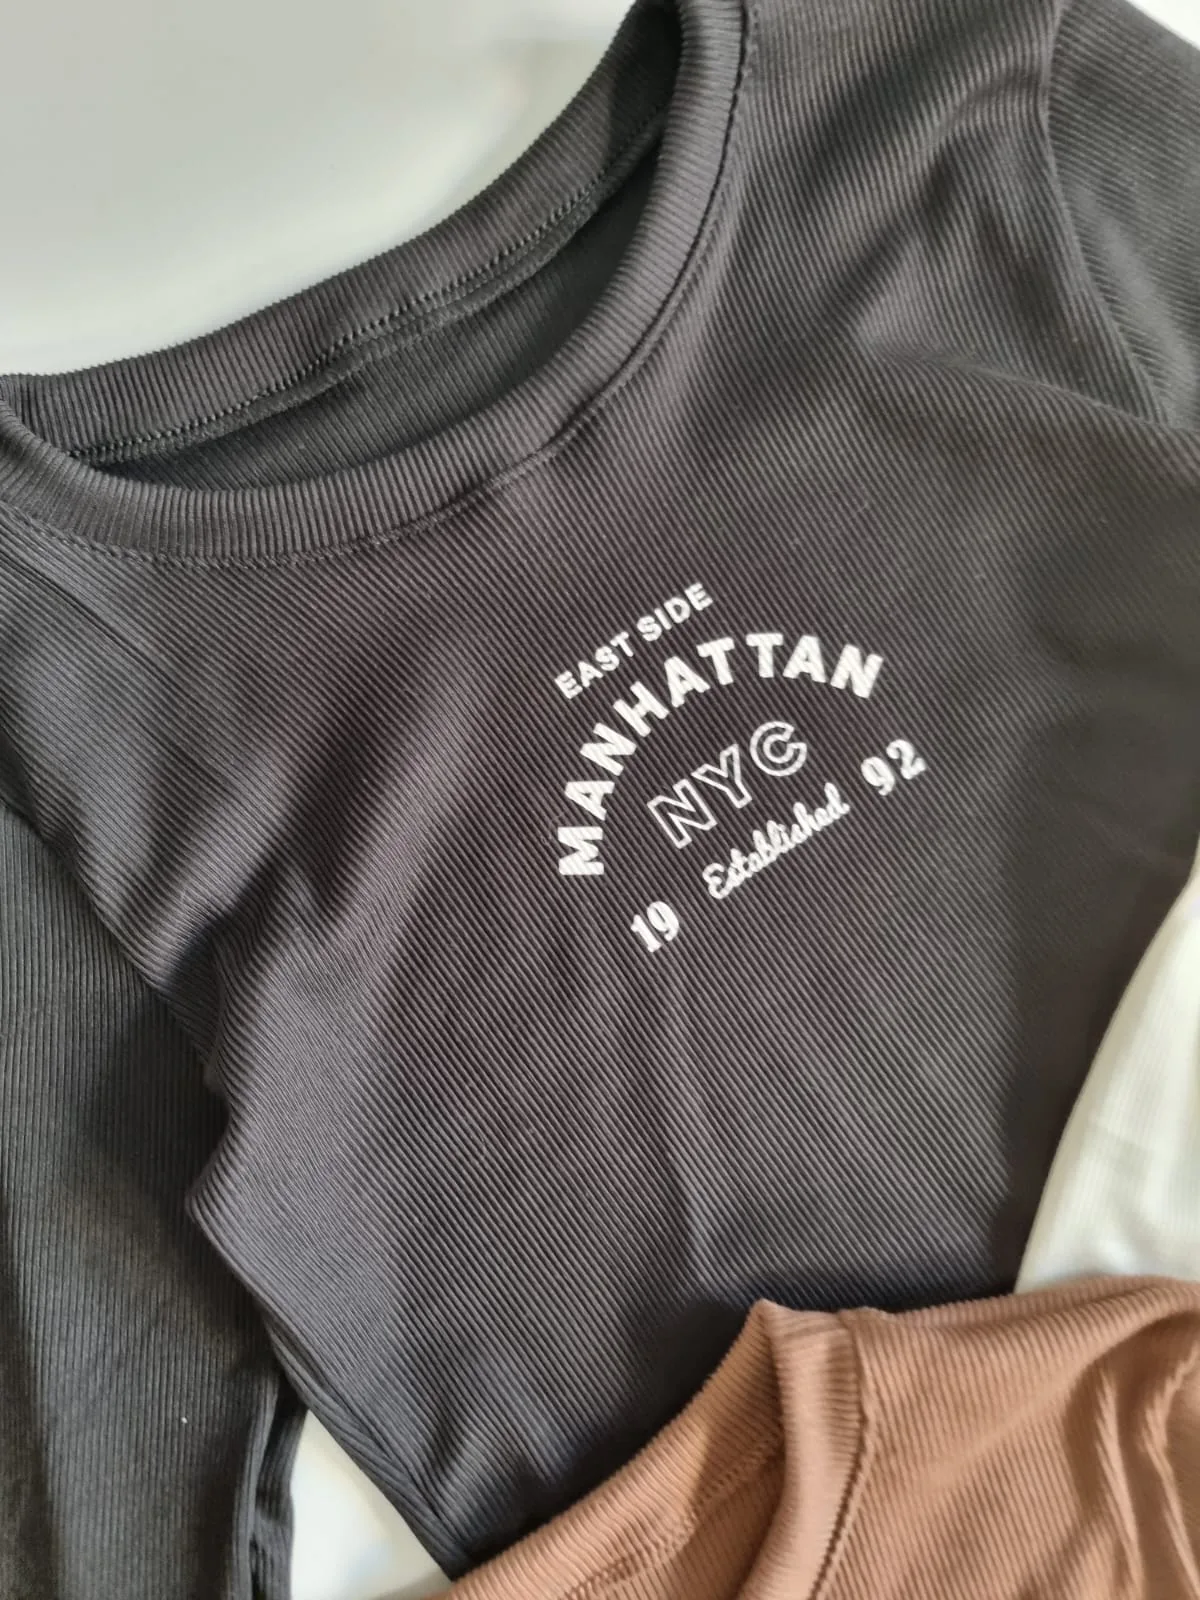 EAST SIDE
MANHATTAN
NYC
19 Established 92